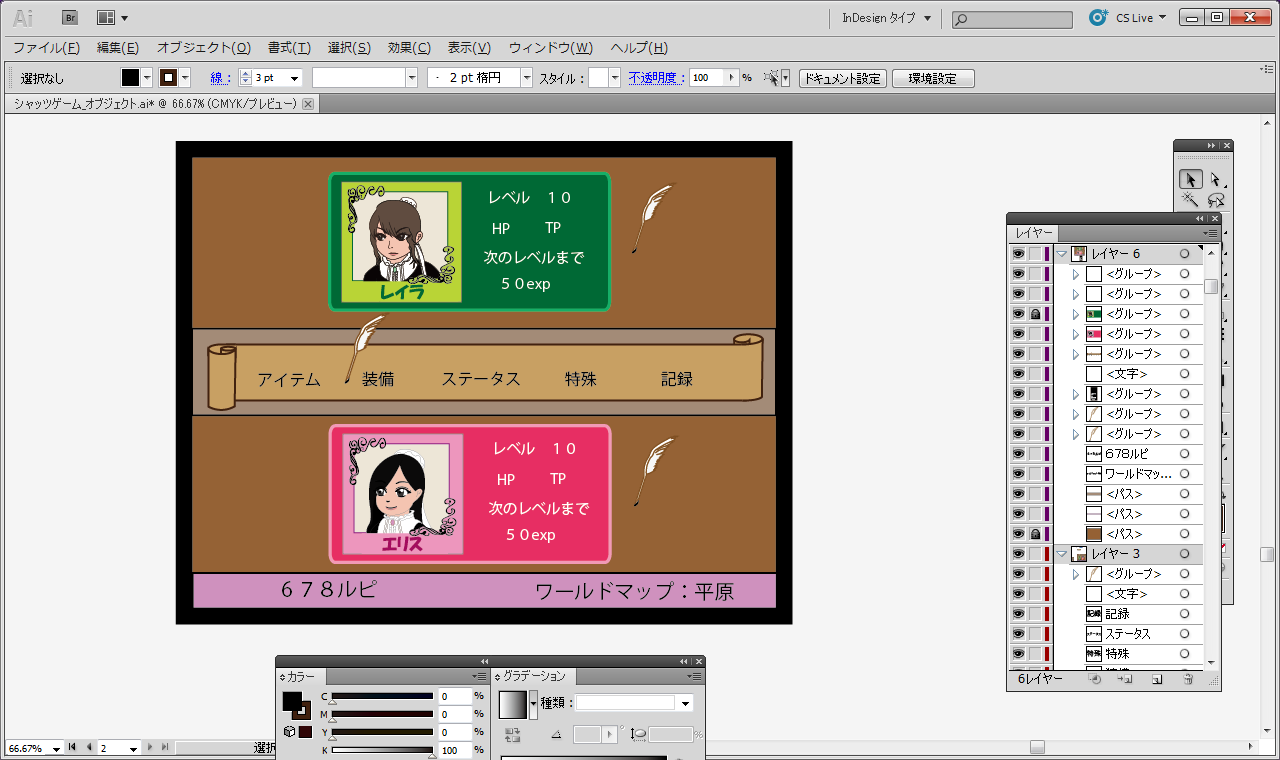 Ai Br InDesign タイプ CS Live
ファイル(F) 編集(E) オブジェクト(O) 書式(T) 選択(S) 効果(C) 表示(V) ウィンドウ(W) ヘルプ(H)
選択なし 線： 3 pt 2 pt 楕円 スタイル： 不透明度： 100 % ドキュメント設定 環境設定
シャッツゲーム_オブジェクト.ai* @ 66.67% (CMYK/プレビュー)
レベル １０
HP TP
次のレベルまで
５０exp
レイラ
アイテム 装備 ステータス 特殊 記録
レベル １０
HP TP
次のレベルまで
５０exp
エリス
６７８ルピ ワールドマップ：平原
レイヤー
レイヤー 6
<グループ>
<グループ>
<グループ>
<グループ>
<グループ>
<文字>
<グループ>
<グループ>
<グループ>
６７８ルピ
ワールドマッ...
<パス>
<パス>
<パス>
レイヤー 3
<グループ>
<文字>
記録
ステータス
特殊
6レイヤー
カラー
C 0 %
M 0 %
Y 0 %
K 100 %
グラデーション
種類：
°
%
66.67% 2 選択